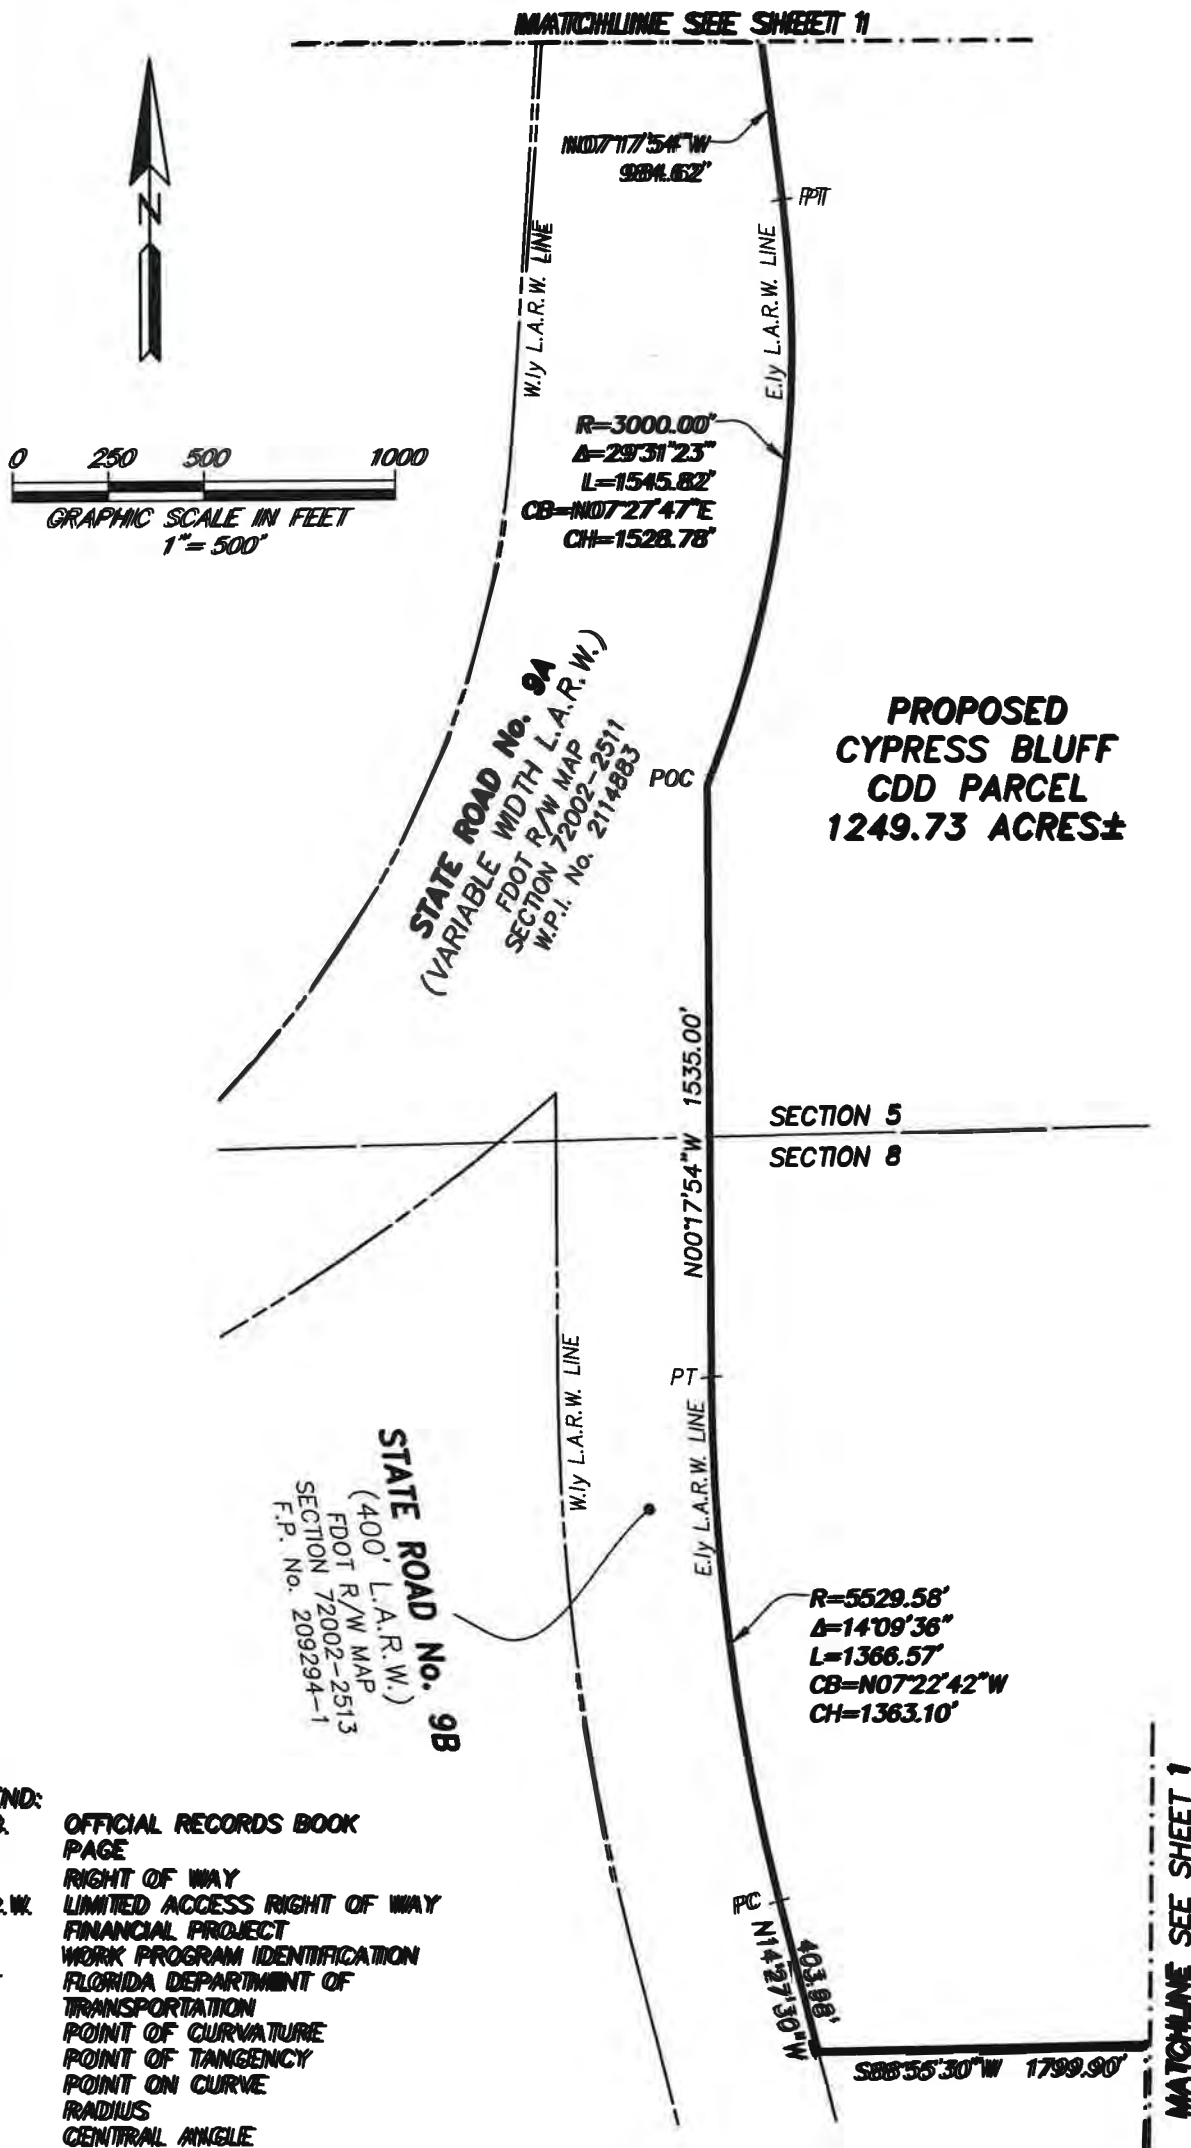 MATCHLINE SEE SHEET 1
N07°17'54"W
984.62'
PT
W.ly L.A.R.W. LINE
E.ly L.A.R.W. LINE
N
0 250 500 1000
GRAPHIC SCALE IN FEET
1"= 500'
R=3000.00'
Δ=29°31'23"
L=1545.82'
CB=N07°27'47"E
CH=1528.78'
STATE ROAD No. 9A
(VARIABLE WIDTH L.A.R.W.)
FDOT R/W MAP
SECTION 72002-2511
W.P.I. No. 2114883
POC
PROPOSED
CYPRESS BLUFF
CDD PARCEL
1249.73 ACRES±
N00°17'54"W 1535.00'
SECTION 5
SECTION 8
PT
W.ly L.A.R.W. LINE
E.ly L.A.R.W. LINE
STATE ROAD No. 9B
(400' L.A.R.W.)
FDOT R/W MAP
SECTION 72002-2513
F.P. No. 209294-1
R=5529.58'
Δ=14°09'36"
L=1366.57'
CB=N07°22'42"W
CH=1363.10'
PC
N14°27'30"W
403.98'
S88°55'30"W 1799.90'
MATCHLINE SEE SHEET 1
END:
OFFICIAL RECORDS BOOK
PAGE
RIGHT OF WAY
.W. LIMITED ACCESS RIGHT OF WAY
FINANCIAL PROJECT
WORK PROGRAM IDENTIFICATION
FLORIDA DEPARTMENT OF
TRANSPORTATION
POINT OF CURVATURE
POINT OF TANGENCY
POINT ON CURVE
RADIUS
CENTRAL ANGLE